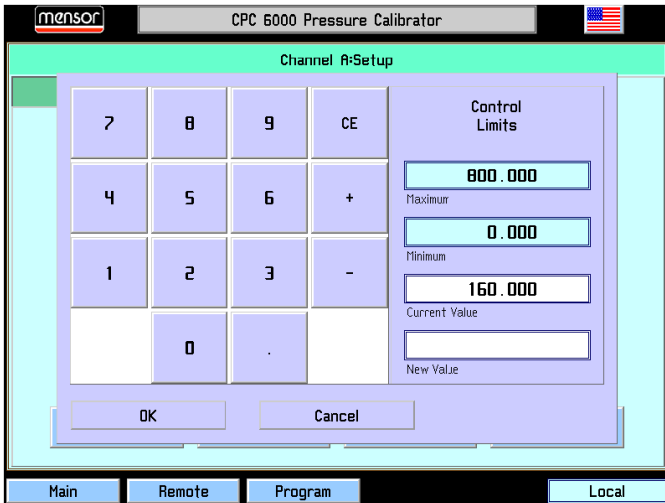 mensor
CPC 6000 Pressure Calibrator
Channel A:Setup
7 8 9 CE
4 5 6 +
1 2 3 -
0 .
Control
Limits
800.000
Maximum
0.000
Minimum
160.000
Current Value
New Value
OK Cancel
Main Remote Program Local